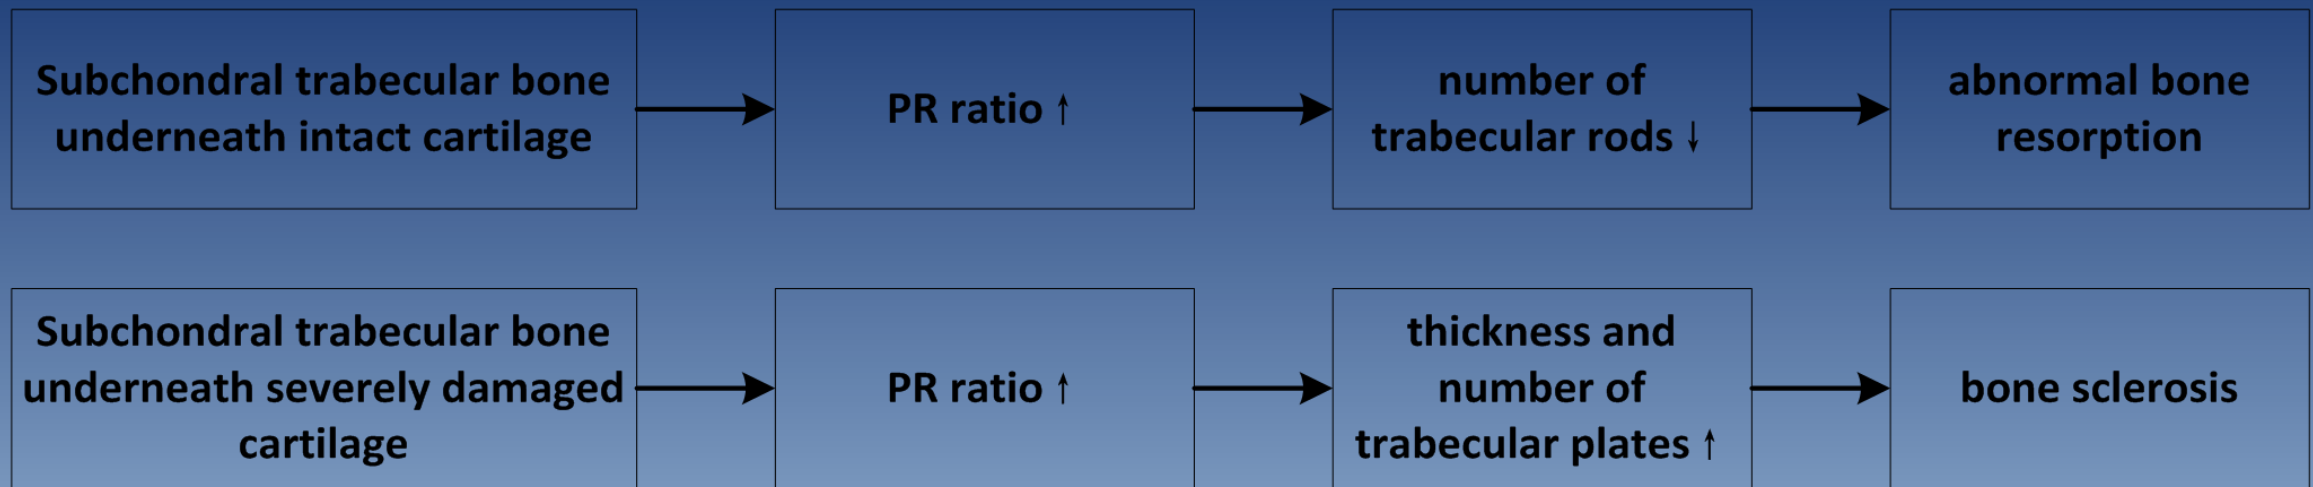 Subchondral trabecular bone
underneath intact cartilage
PR ratio ↑
number of
trabecular rods ↓
abnormal bone
resorption
Subchondral trabecular bone
underneath severely damaged
cartilage
PR ratio ↑
thickness and
number of
trabecular plates ↑
bone sclerosis